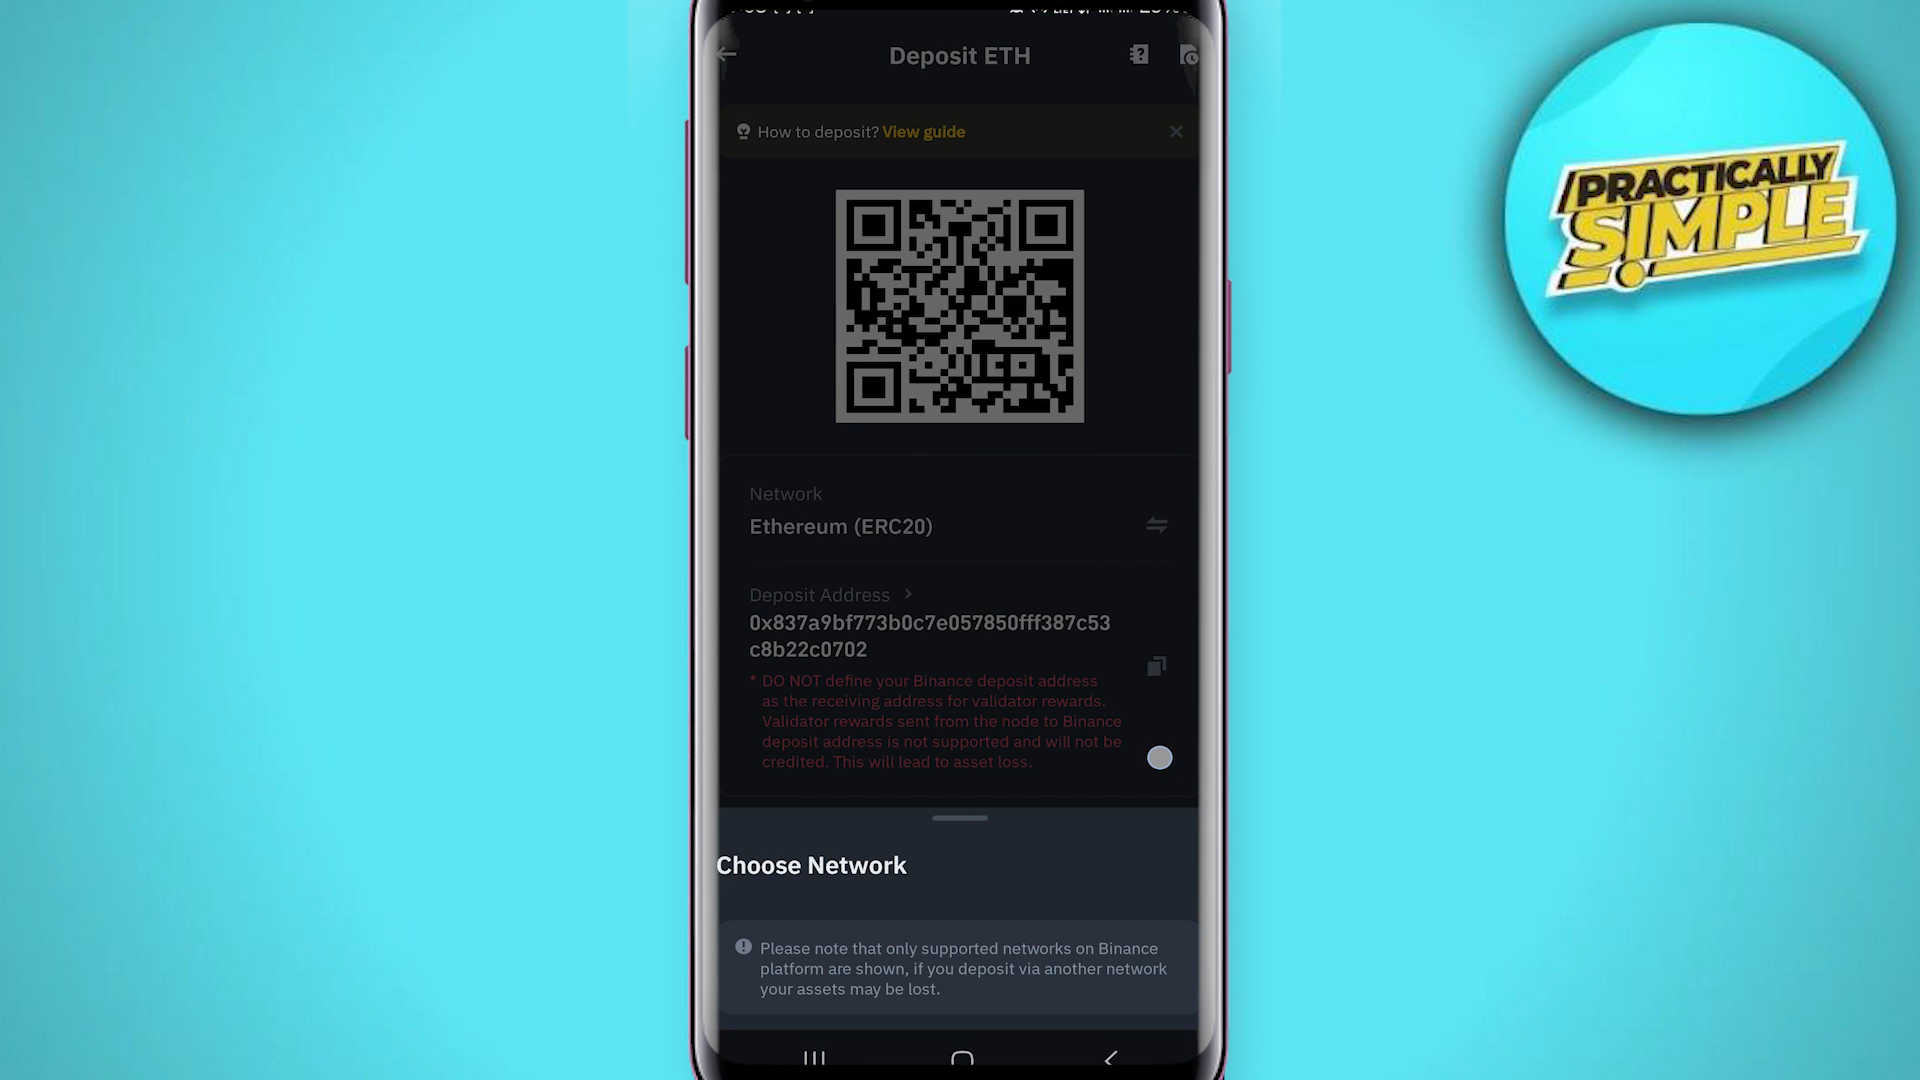 Deposit ETH
How to deposit? View guide
PRACTICALLY
SIMPLE
Network
Ethereum (ERC20)
Deposit Address
0x837a9bf773b0c7e057850fff387c53
c8b22c0702
* DO NOT define your Binance deposit address
as the receiving address for validator rewards.
Validator rewards sent from the node to Binance
deposit address is not supported and will not be
credited. This will lead to asset loss.
Choose Network
Please note that only supported networks on Binance
platform are shown, if you deposit via another network
your assets may be lost.